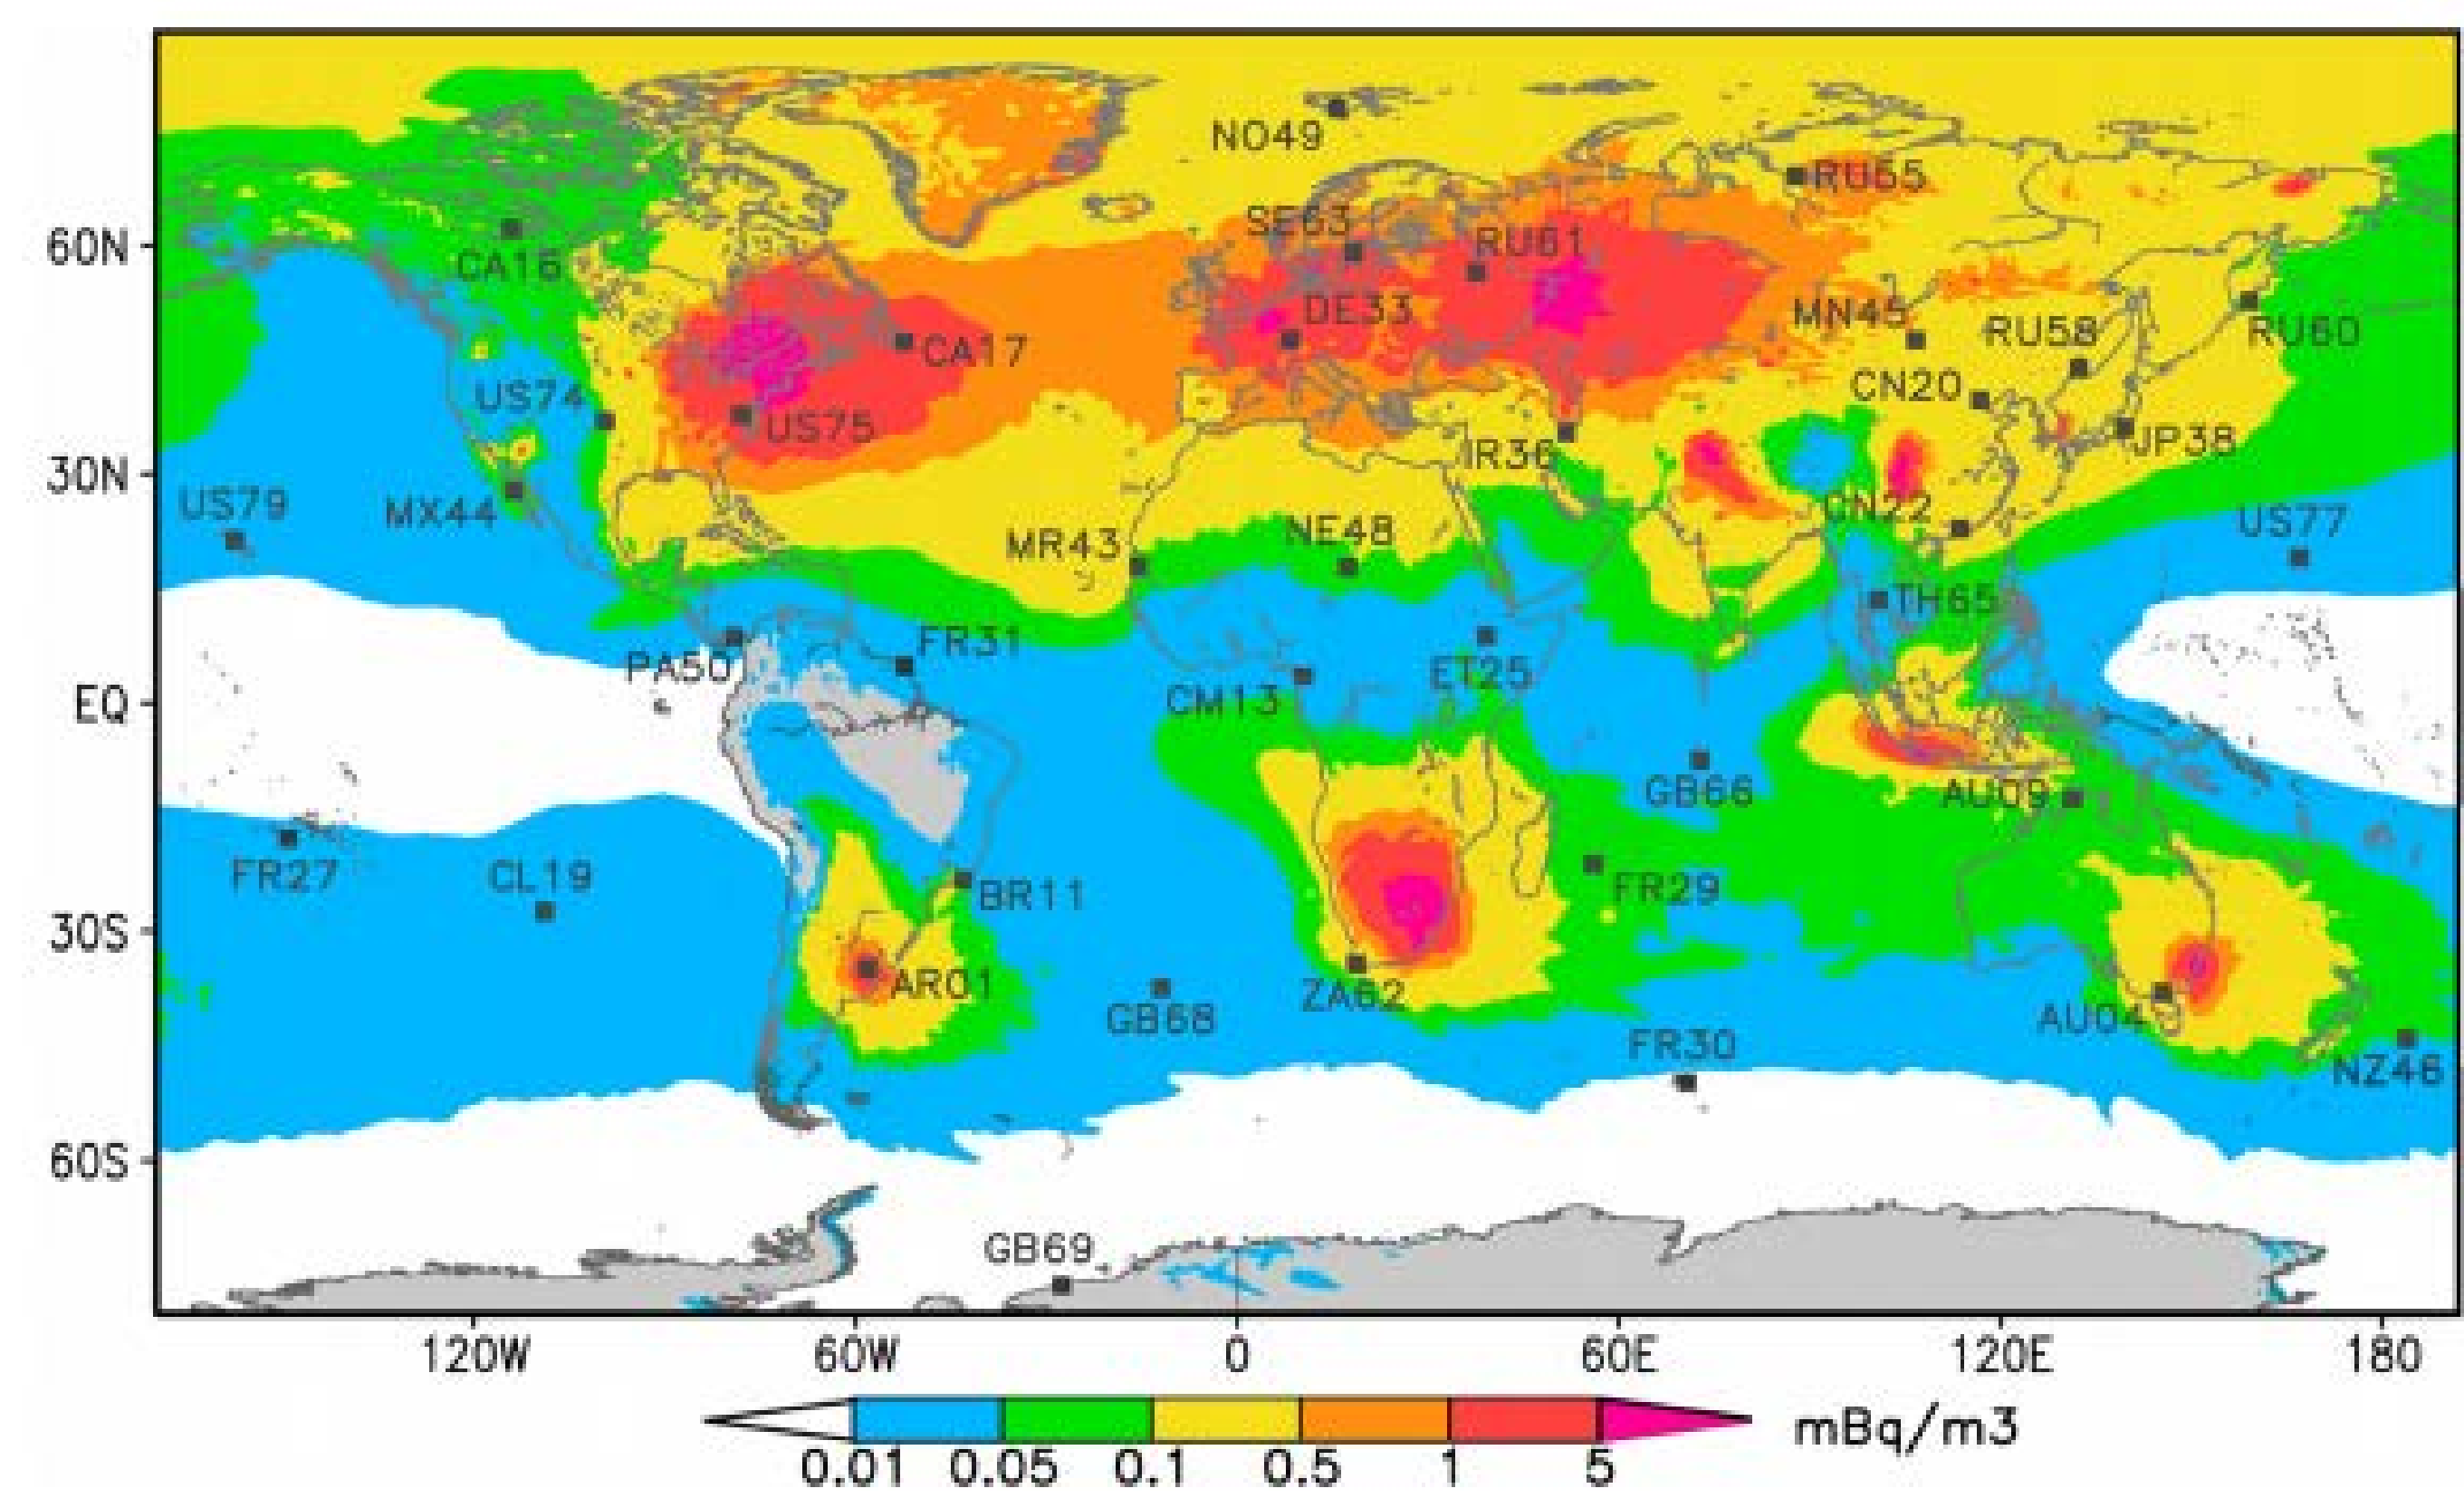 NO49
RU65
60N
SE63
RU61
CA16
DE33
MN45
RU58
RU60
CA17
US74
CN20
US75
IR36
JP38
30N
US79
MX44
CN22
MR43
NE48
US77
TH65
FR31
PA50
ET25
EQ
CM13
GB66
AU09
FR27
CL19
BR11
FR29
30S
AR01
ZA62
GB68
AU04
FR30
NZ46
60S
GB69
120W 60W 0 60E 120E 180
0.01 0.05 0.1 0.5 1 5 mBq/m3